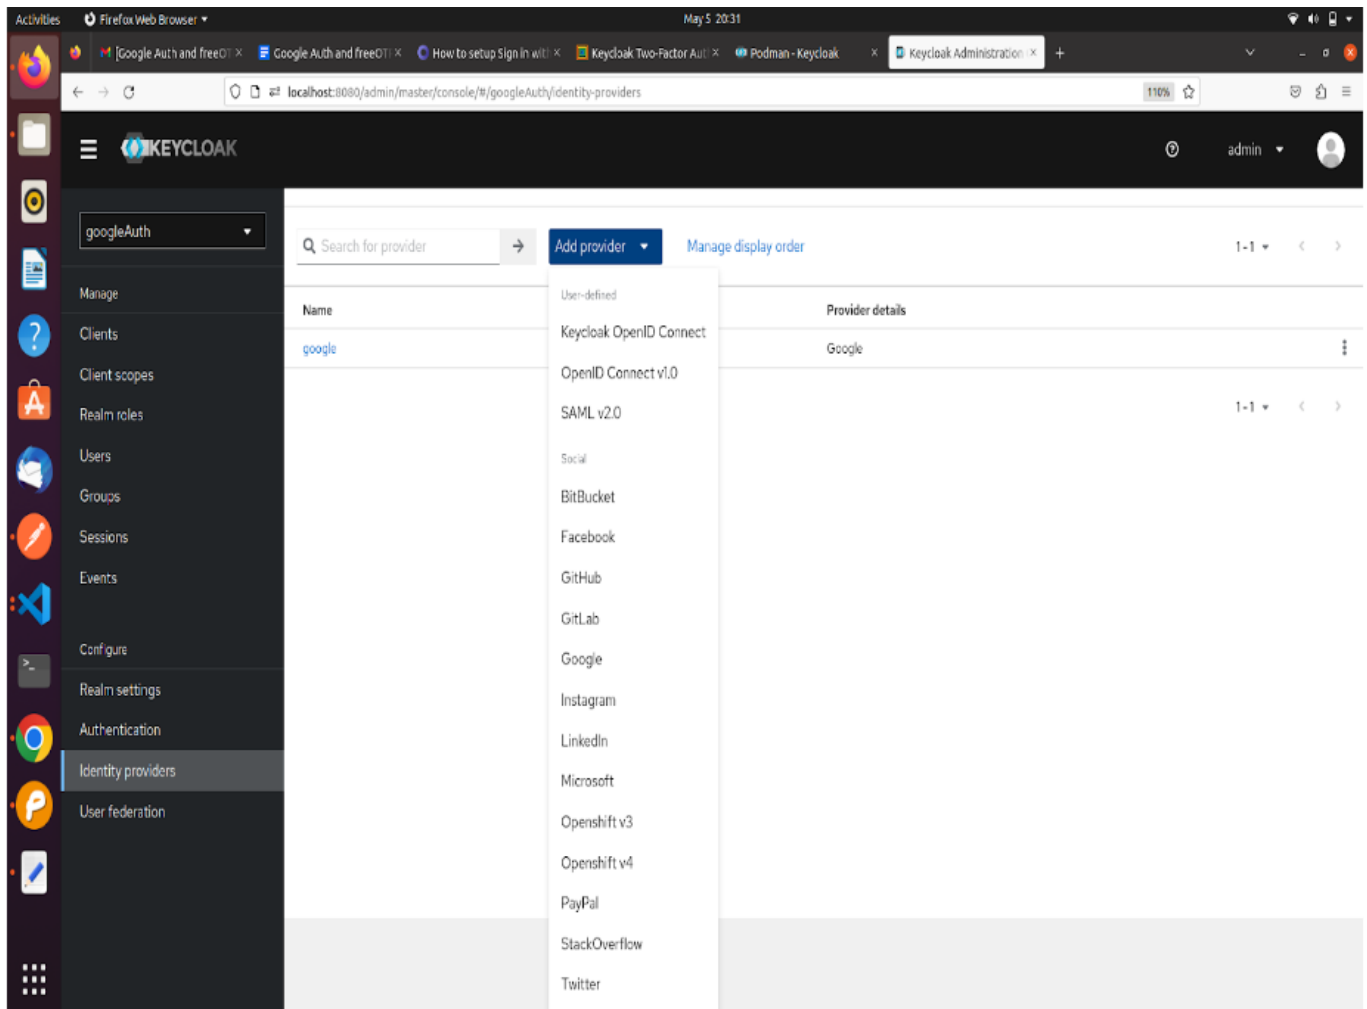 Activities Firefox Web Browser May 5 20:31
[Google Auth and freeOT Google Auth and freeOT How to setup Sign in with Keycloak Two-Factor Aut Podman - Keycloak Keycloak Administration
localhost:8080/admin/master/console/#/googleAuth/identity-providers 110%
KEYCLOAK admin
googleAuth
Manage
Clients
Client scopes
Realm roles
Users
Groups
Sessions
Events
Configure
Realm settings
Authentication
Identity providers
User federation
Search for provider Add provider Manage display order 1-1
Name Provider details
google Google
1-1
User-defined
Keycloak OpenID Connect
OpenID Connect v1.0
SAML v2.0
Social
BitBucket
Facebook
GitHub
GitLab
Google
Instagram
LinkedIn
Microsoft
Openshift v3
Openshift v4
PayPal
StackOverflow
Twitter